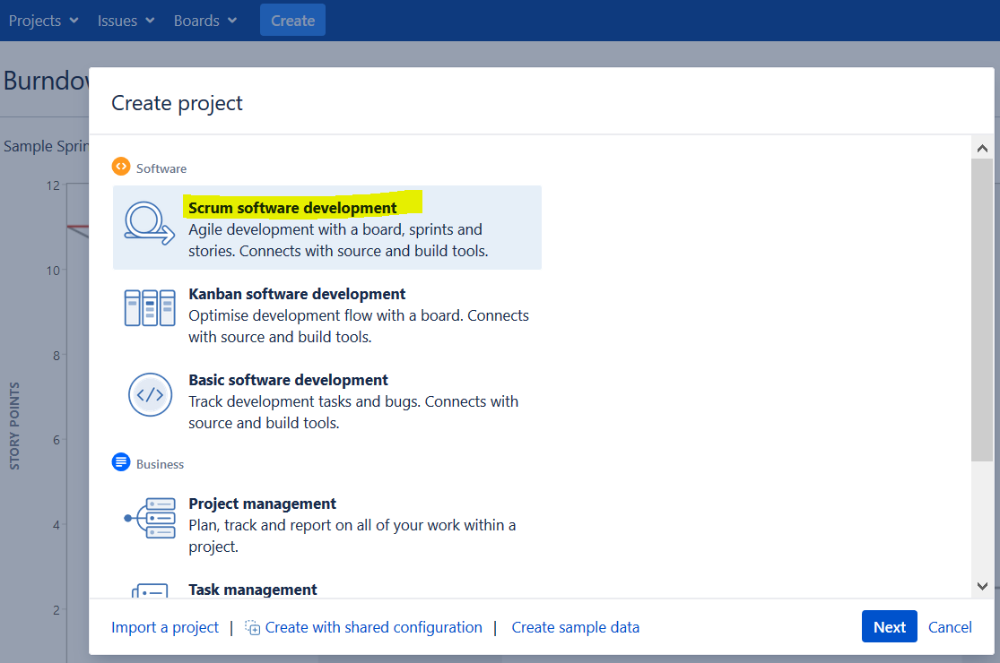 Projects Issues Boards Create
Burndow
Create project
Sample Sprin
Software
12
Scrum software development
Agile development with a board, sprints and
stories. Connects with source and build tools.
10
Kanban software development
Optimise development flow with a board. Connects
with source and build tools.
8
Basic software development
Track development tasks and bugs. Connects with
source and build tools.
STORY POINTS
6
Business
Project management
Plan, track and report on all of your work within a
project.
4
Task management
2
Import a project | Create with shared configuration | Create sample data Next Cancel